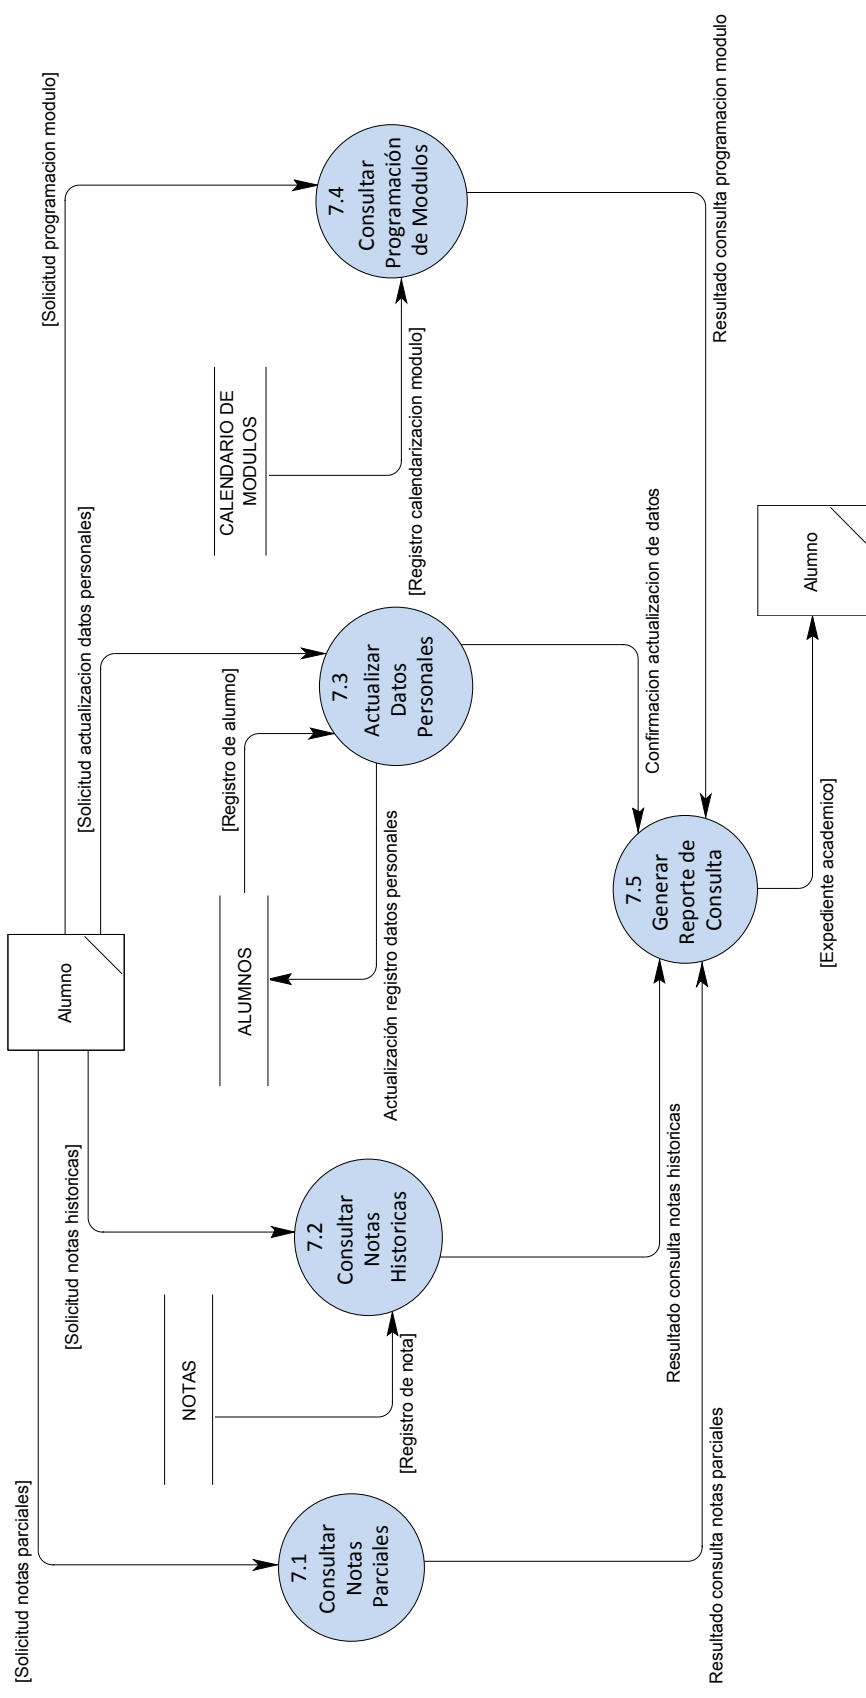 [Solicitud notas parciales]
[Solicitud notas historicas]
Alumno
[Solicitud actualizacion datos personales]
[Solicitud programacion modulo]
NOTAS
ALUMNOS
[Registro de alumno]
CALENDARIO DE
MODULOS
7.1
Consultar
Notas
Parciales
[Registro de nota]
7.2
Consultar
Notas
Historicas
Actualización registro datos personales
7.3
Actualizar
Datos
Personales
[Registro calendarizacion modulo]
7.4
Consultar
Programación
de Modulos
Resultado consulta notas parciales
Resultado consulta notas historicas
7.5
Generar
Reporte de
Consulta
Confirmacion actualizacion de datos
Resultado consulta programacion modulo
[Expediente academico]
Alumno